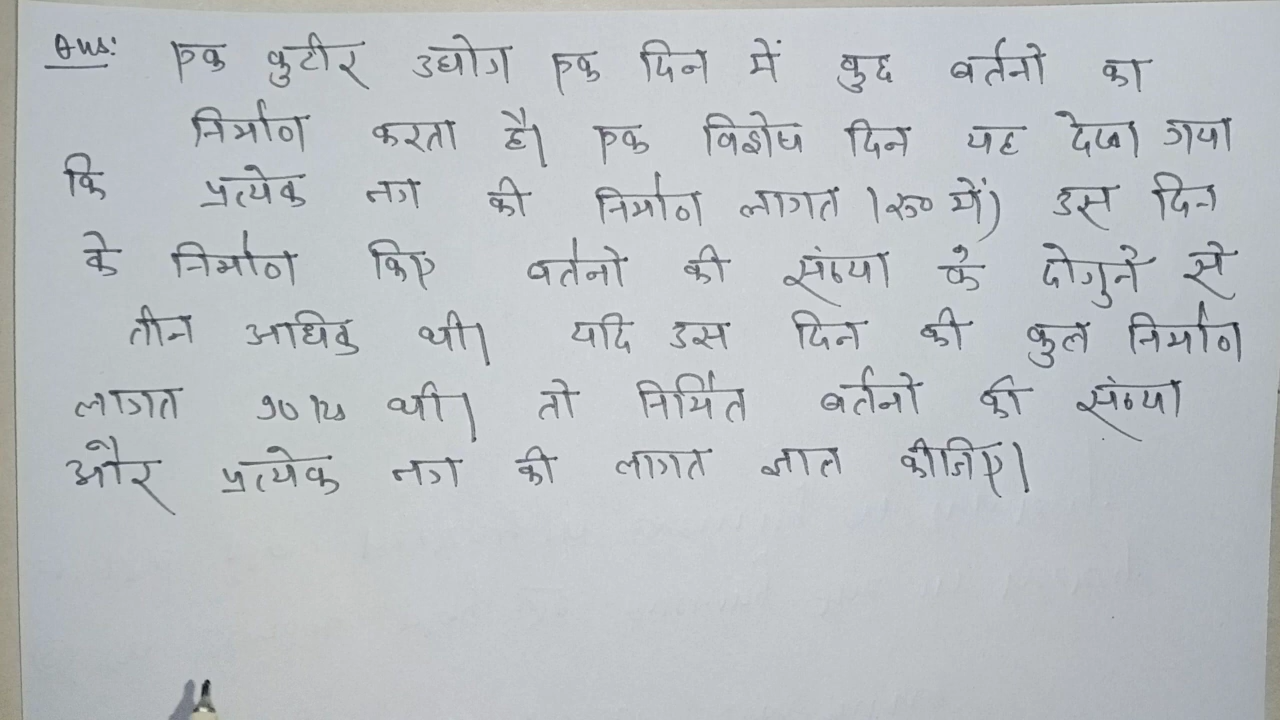 Ques: एक कुटीर उद्योग एक दिन में कुछ बर्तनों का
निर्माण करता है। एक विशेष दिन यह देखा गया
कि प्रत्येक नग की निर्माण लागत (रु० में) उस दिन
के निर्माण किए बर्तनों की संख्या के दोगुने से
तीन अधिक थी। यदि उस दिन की कुल निर्माण
लागत 90 रु थी। तो निर्मित बर्तनों की संख्या
और प्रत्येक नग की लागत ज्ञात कीजिए।